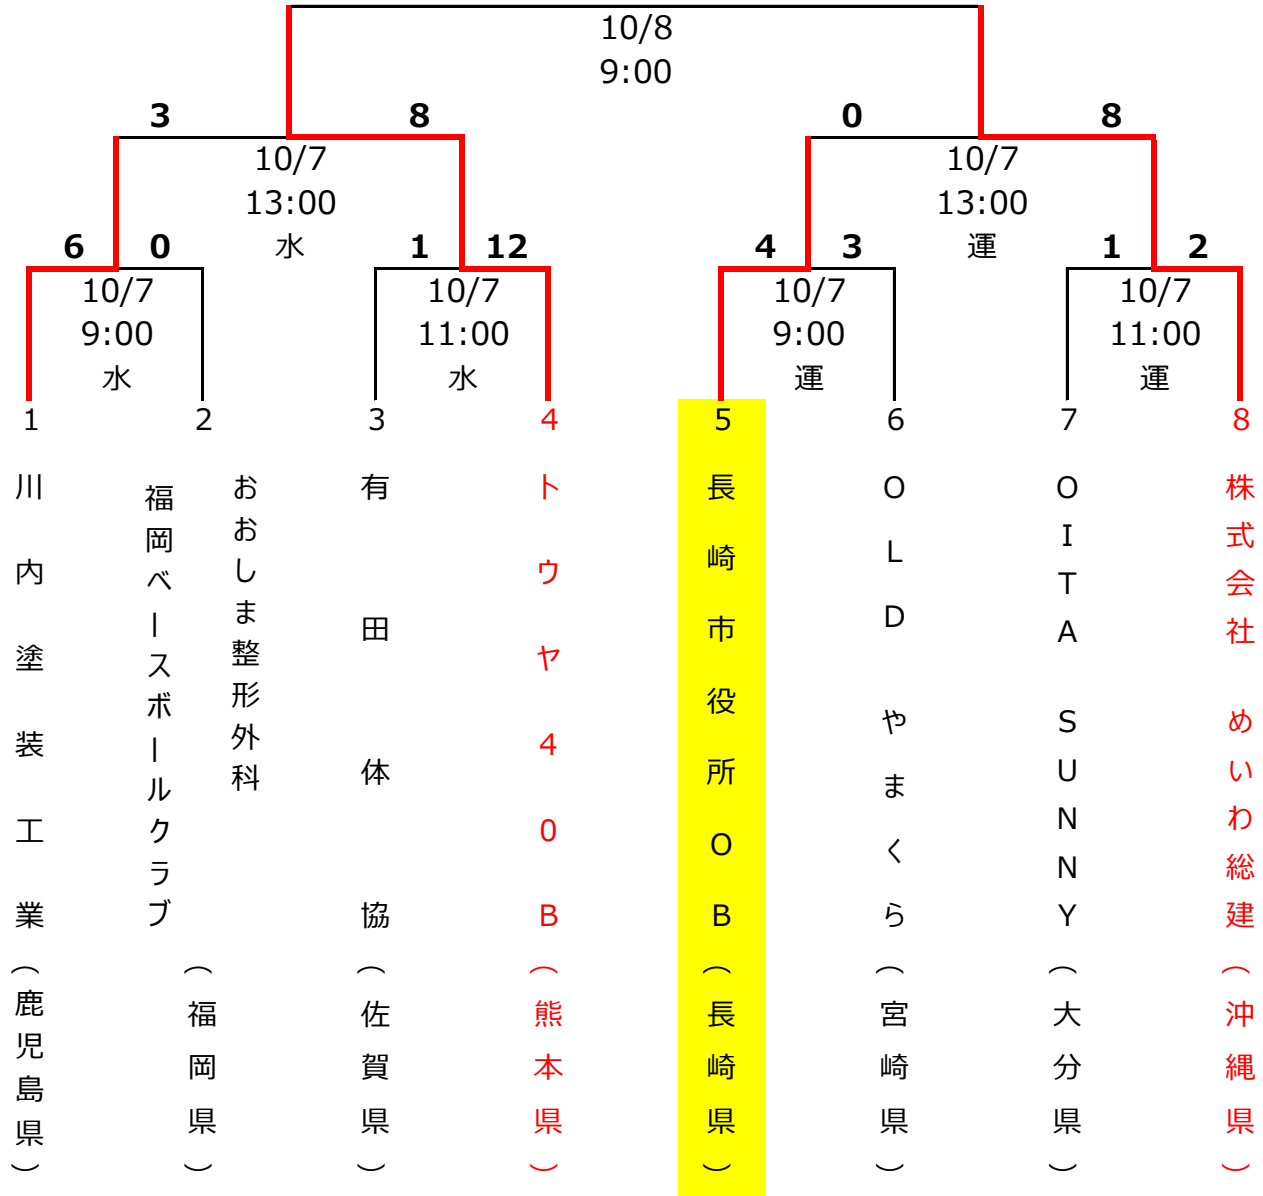 10/8
9:00
3 8 0 8
10/7 10/7
13:00 13:00
6 0 水 1 12 4 3 運 1 2
10/7 10/7 10/7 10/7
9:00 11:00 9:00 11:00
水 水 運 運
1 2 3 4 5 6 7 8
川内塗装工業(鹿児島県)
おおしま整形外科
福岡ベースボールクラブ
(福岡県)
有田体協(佐賀県)
トウヤ40B(熊本県)
長崎市役所OB(長崎県)
OLD やまくら(宮崎県)
OITA SUNNY(大分県)
株式会社 めいわ総建(沖縄県)